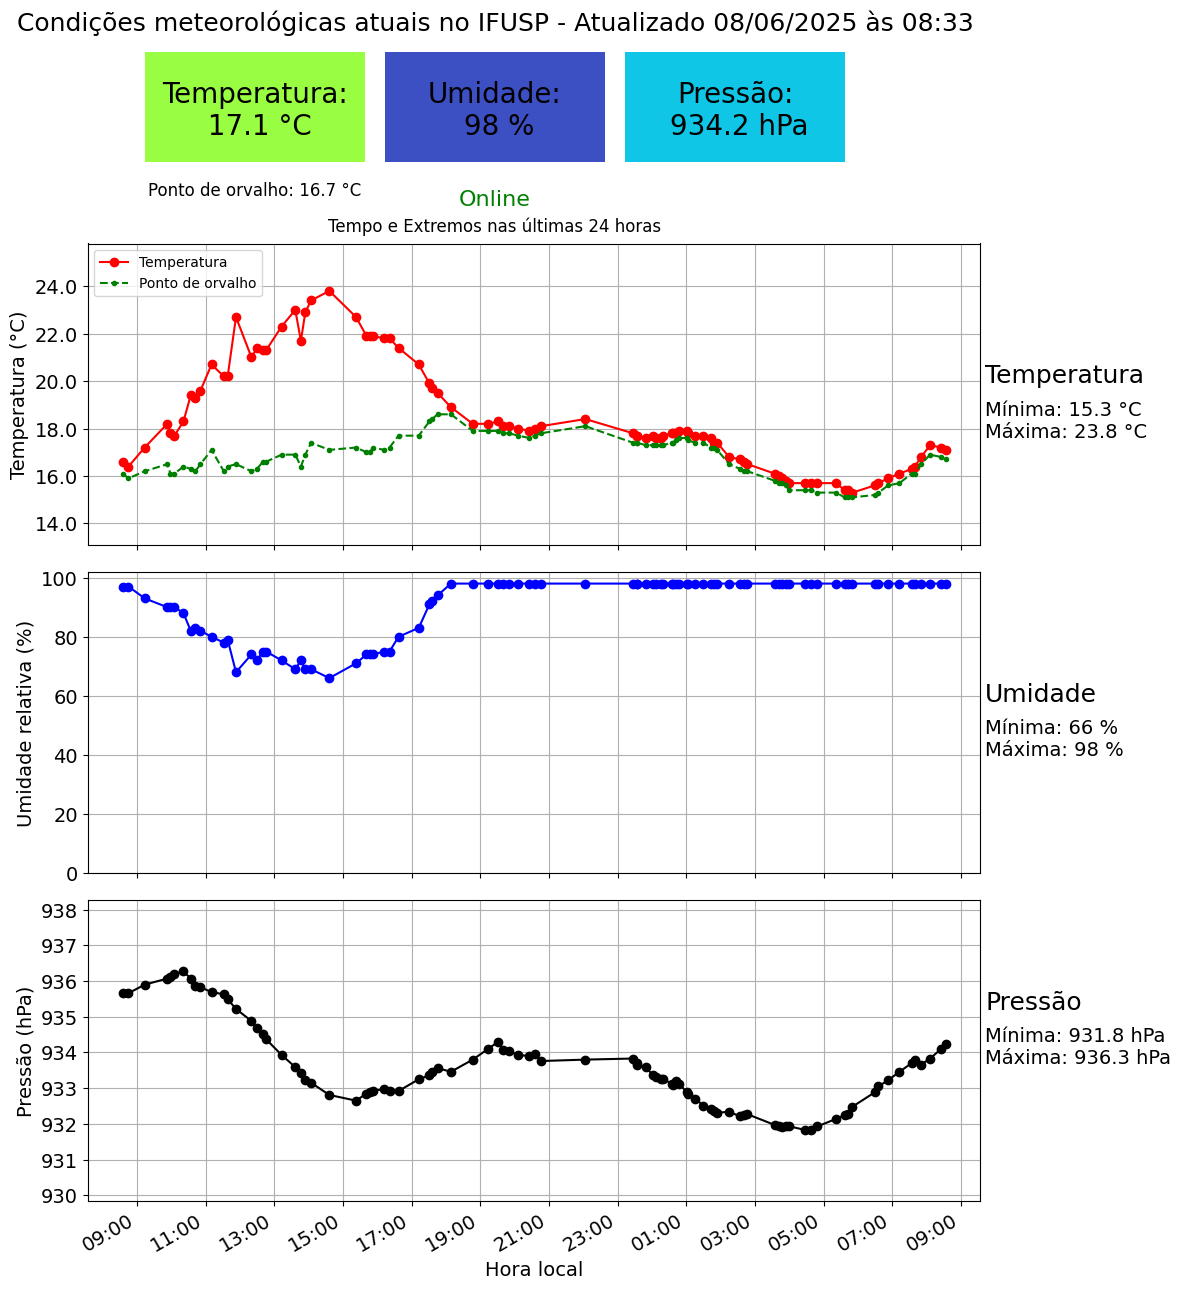 Condições meteorológicas atuais no IFUSP - Atualizado 08/06/2025 às 08:33
Temperatura:
17.1 °C
Umidade:
98 %
Pressão:
934.2 hPa
Ponto de orvalho: 16.7 °C
Online
Tempo e Extremos nas últimas 24 horas
Temperatura
Ponto de orvalho
Temperatura (°C)
24.0
22.0
20.0
18.0
16.0
14.0
Temperatura
Mínima: 15.3 °C
Máxima: 23.8 °C
Umidade relativa (%)
100
80
60
40
20
0
Umidade
Mínima: 66 %
Máxima: 98 %
Pressão (hPa)
938
937
936
935
934
933
932
931
930
Pressão
Mínima: 931.8 hPa
Máxima: 936.3 hPa
09:00 11:00 13:00 15:00 17:00 19:00 21:00 23:00 01:00 03:00 05:00 07:00 09:00
Hora local